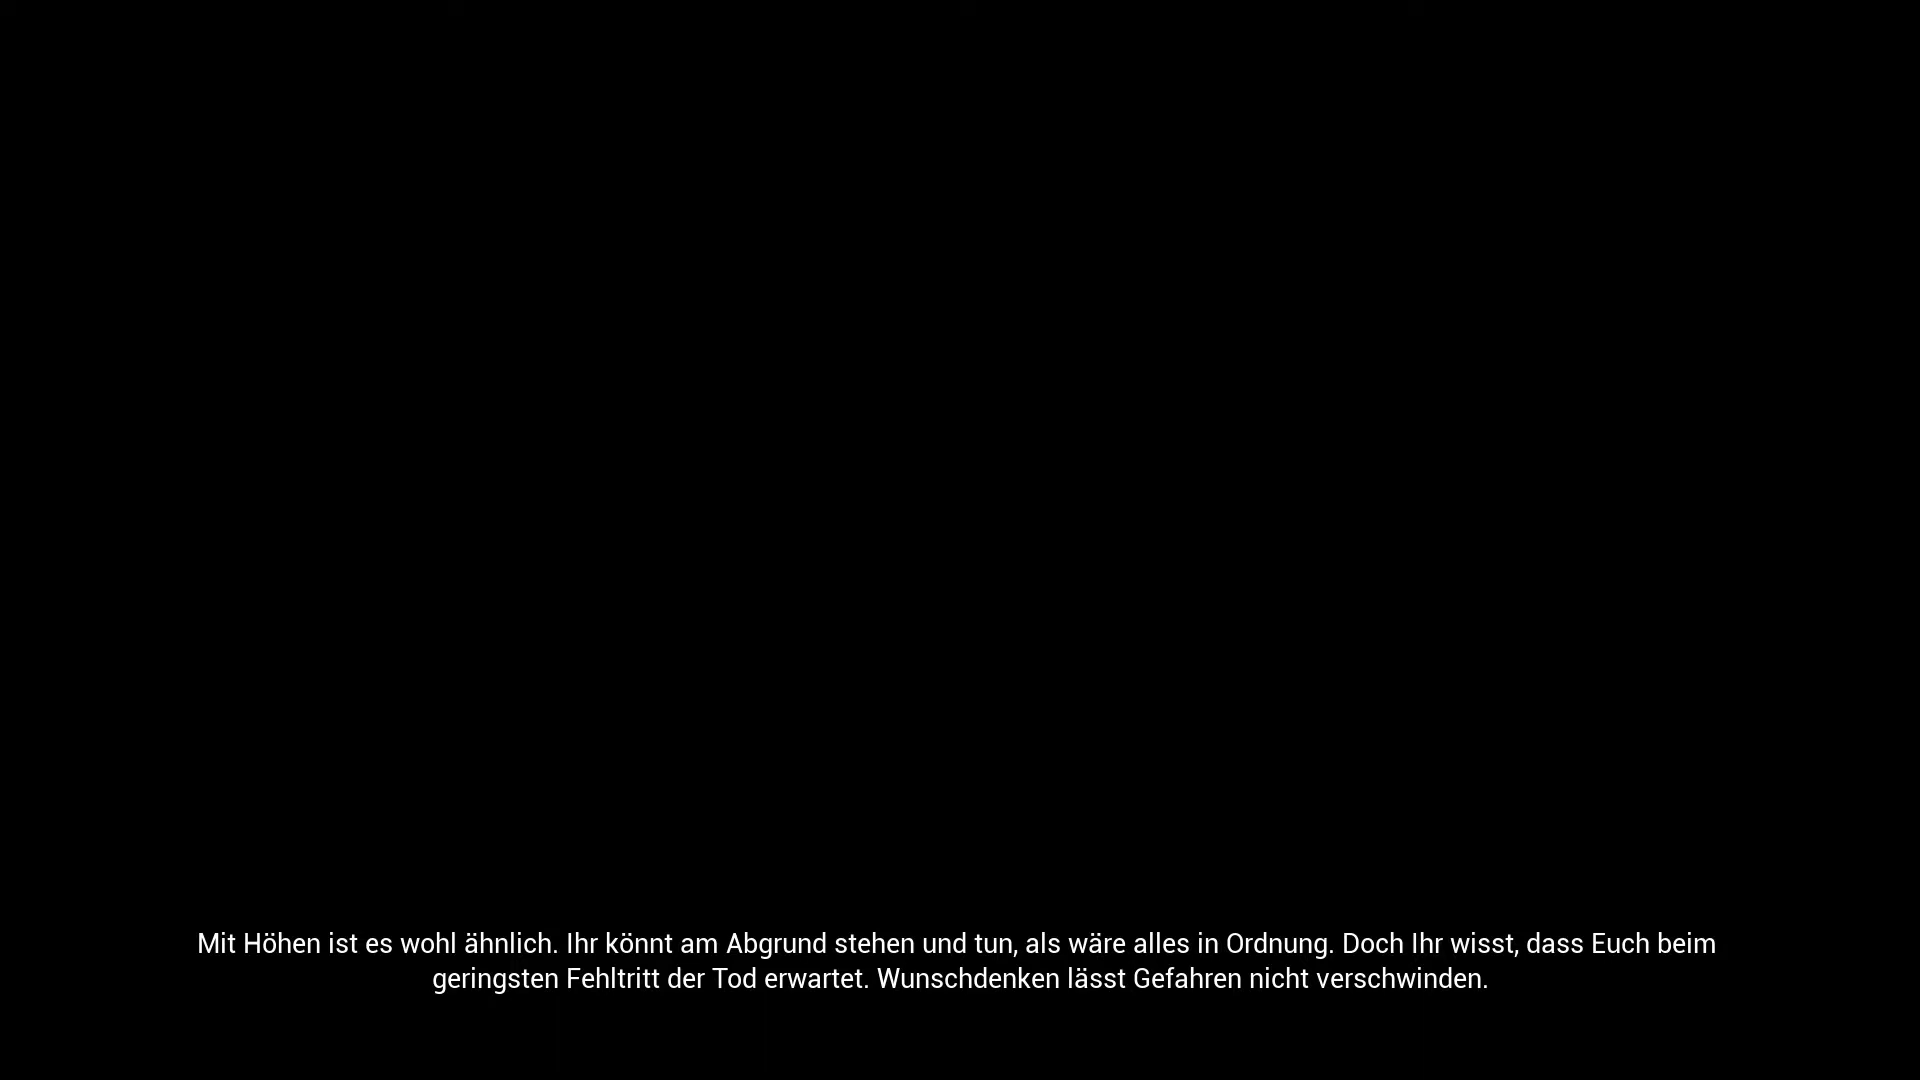 Mit Höhen ist es wohl ähnlich. Ihr könnt am Abgrund stehen und tun, als wäre alles in Ordnung. Doch Ihr wisst, dass Euch beim
geringsten Fehltritt der Tod erwartet. Wunschdenken lässt Gefahren nicht verschwinden.